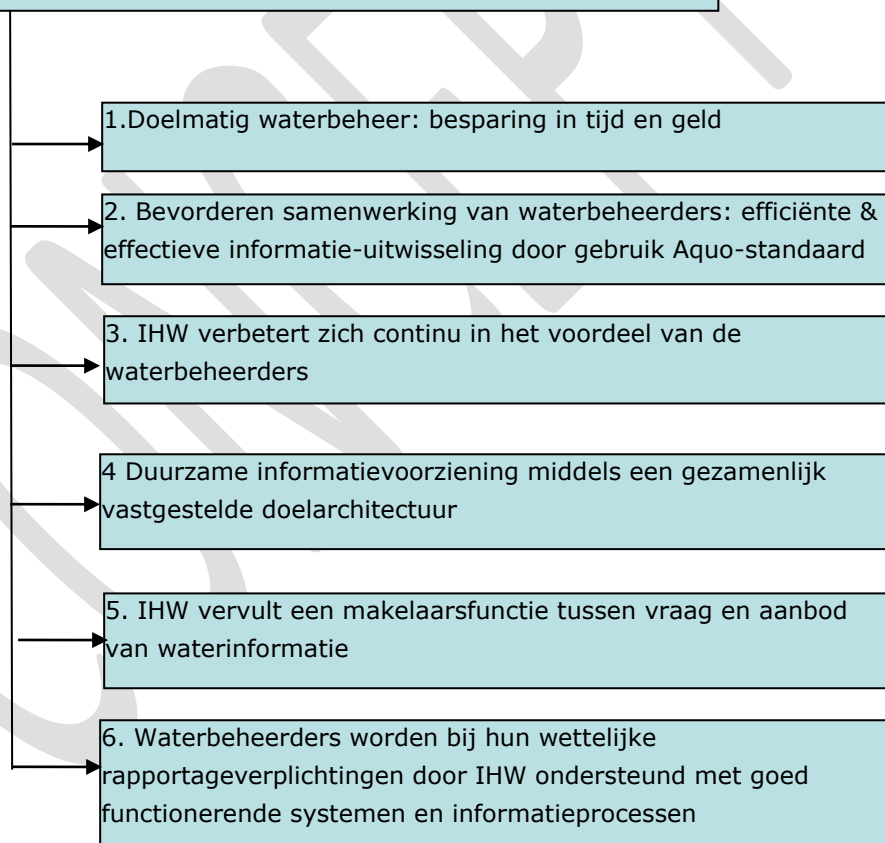 1.Doelmatig waterbeheer: besparing in tijd en geld
2. Bevorderen samenwerking van waterbeheerders: efficiënte &
effectieve informatie-uitwisseling door gebruik Aquo-standaard
3. IHW verbetert zich continu in het voordeel van de
waterbeheerders
4 Duurzame informatievoorziening middels een gezamenlijk
vastgestelde doelarchitectuur
5. IHW vervult een makelaarsfunctie tussen vraag en aanbod
van waterinformatie
6. Waterbeheerders worden bij hun wettelijke
rapportageverplichtingen door IHW ondersteund met goed
functionerende systemen en informatieprocessen
CONCEPT